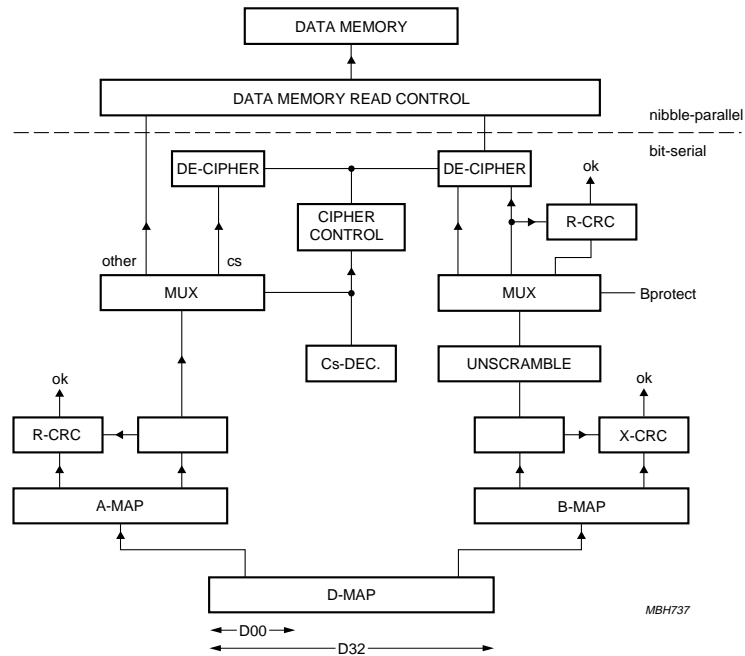 DATA MEMORY
DATA MEMORY READ CONTROL
nibble-parallel
bit-serial
DE-CIPHER
DE-CIPHER
ok
CIPHER
CONTROL
R-CRC
other
cs
MUX
MUX
Bprotect
Cs-DEC.
UNSCRAMBLE
ok
ok
R-CRC
X-CRC
A-MAP
B-MAP
D-MAP
MBH737
D00
D32